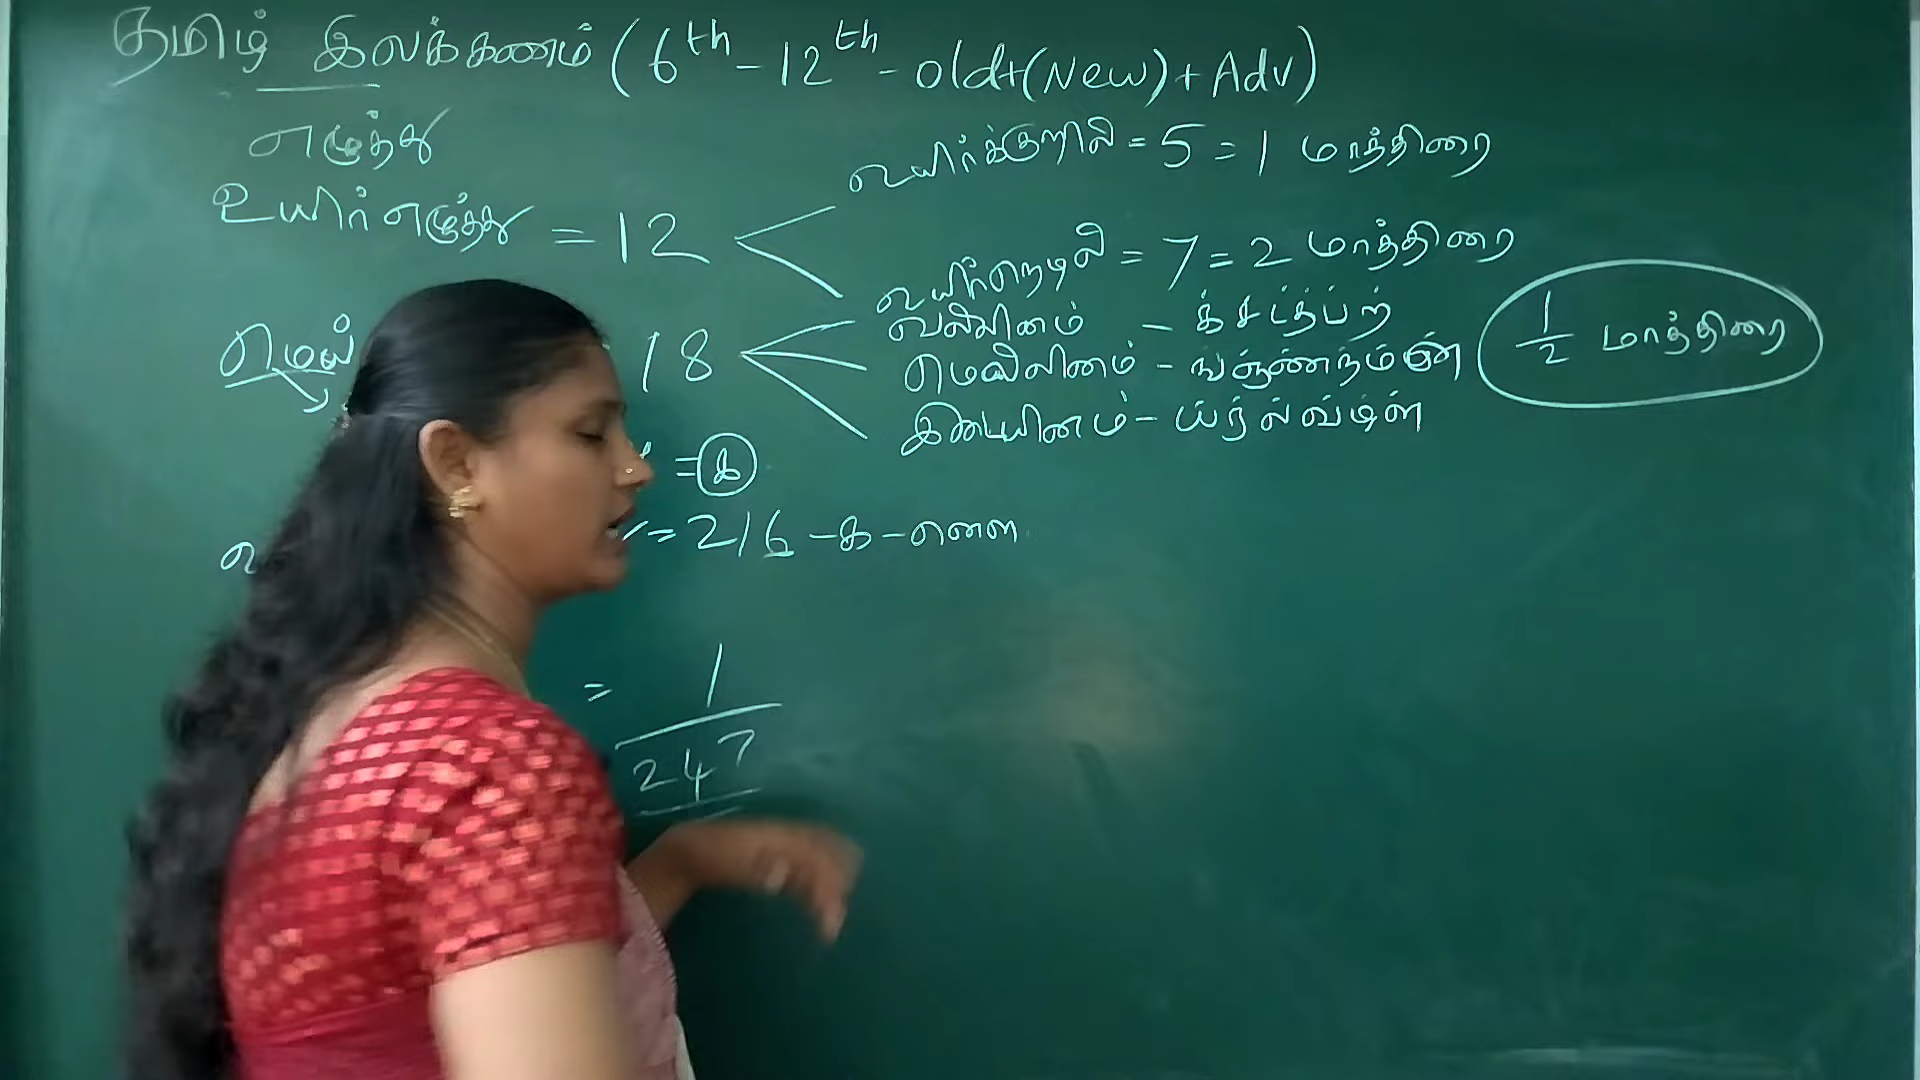 தமிழ் இலக்கணம் (6th - 12th - old+(New)+Adv)
எழுத்து
உயிர் எழுத்து = 12
உயிர்க்குறில் = 5 = 1 மாத்திரை
உயிர்நெடில் = 7 = 2 மாத்திரை
மெய் 18
வல்லினம் - க்ச்ட்த்ப்ற்
மெல்லினம் - ங்ஞ்ண்ந்ம்ன்
இடையினம் - ய்ர்ல்வ்ழ்ள்
1/2 மாத்திரை
= க
= 216 - க - னை
= 1
247